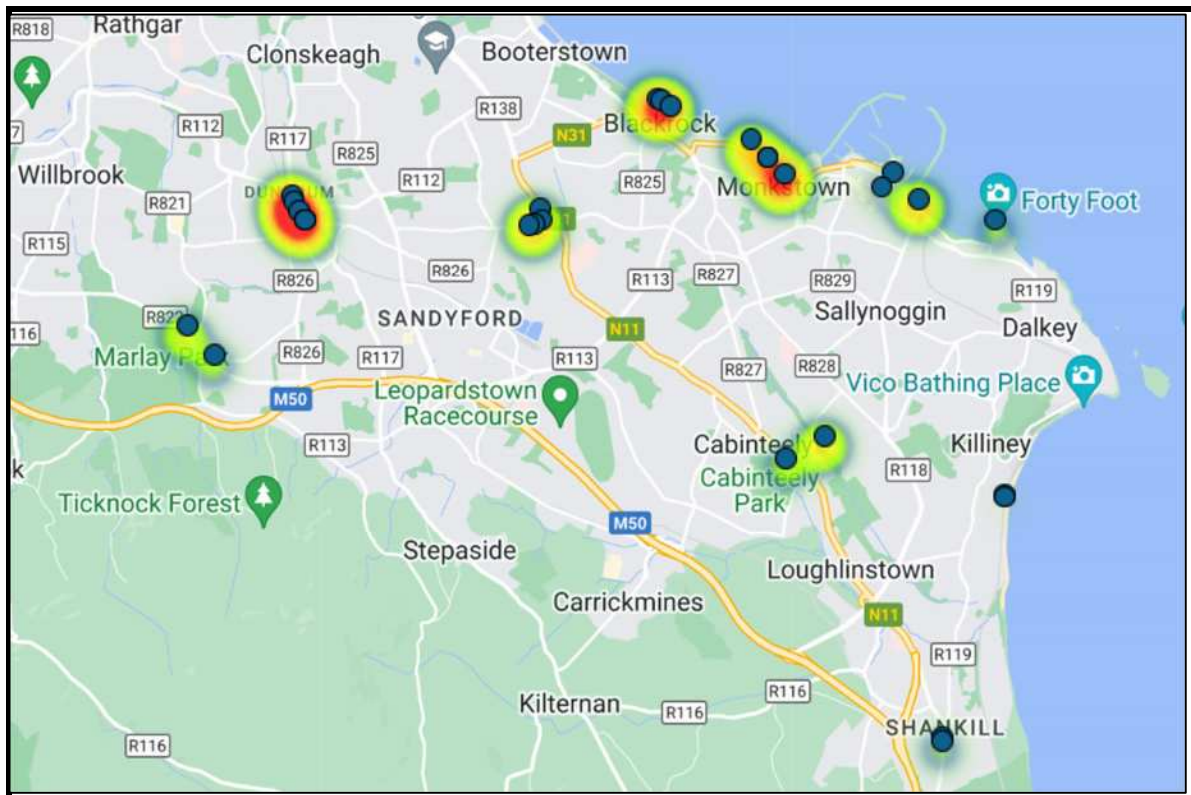 R818
Rathgar
Clonskeagh
Booterstown
R138
N31
R112
R117
R825
Blackrock
Willbrook
R112
R825
Monkstown
R821
Forty Foot
R115
R826
R826
R113
R827
R829
R119
SANDYFORD
Sallynoggin
Dalkey
116
N11
Marlay Park
R826
R117
R113
R827
R828
M50
Leopardstown
Racecourse
Vico Bathing Place
R113
Cabinteely
Killiney
k
R118
Cabinteely
Park
Ticknock Forest
M50
Stepaside
Loughlinstown
Carrickmines
N11
R119
Kilternan
R116
R116
R116
SHANKILL